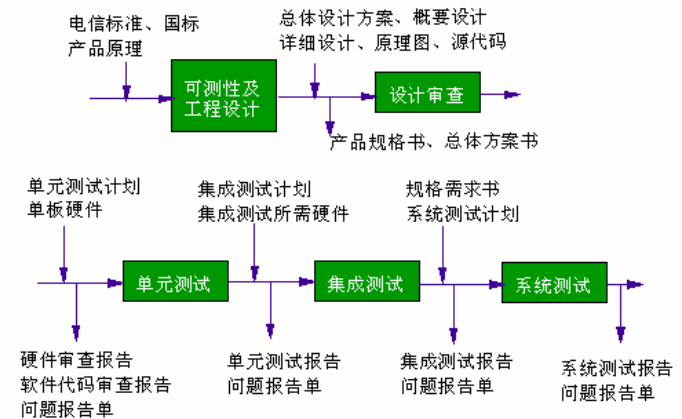 电信标准、国标
产品原理
总体设计方案、概要设计
详细设计、原理图、源代码
可测性及
工程设计
设计审查
产品规格书、总体方案书
单元测试计划
单板硬件
集成测试计划
集成测试所需硬件
规格需求书
系统测试计划
单元测试
集成测试
系统测试
硬件审查报告
软件代码审查报告
问题报告单
单元测试报告
问题报告单
集成测试报告
问题报告单
系统测试报告
问题报告单